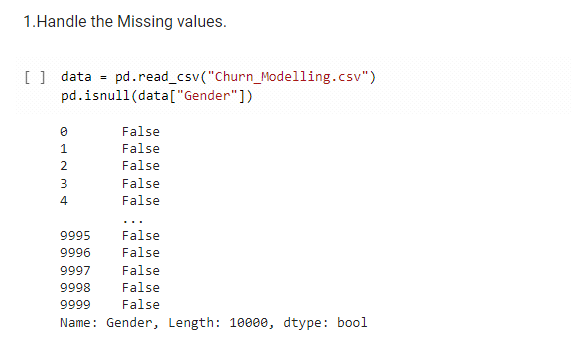 1.Handle the Missing values.
[ ] data = pd.read_csv("Churn_Modelling.csv")
pd.isnull(data["Gender"])
0 False
1 False
2 False
3 False
4 False
...
9995 False
9996 False
9997 False
9998 False
9999 False
Name: Gender, Length: 10000, dtype: bool